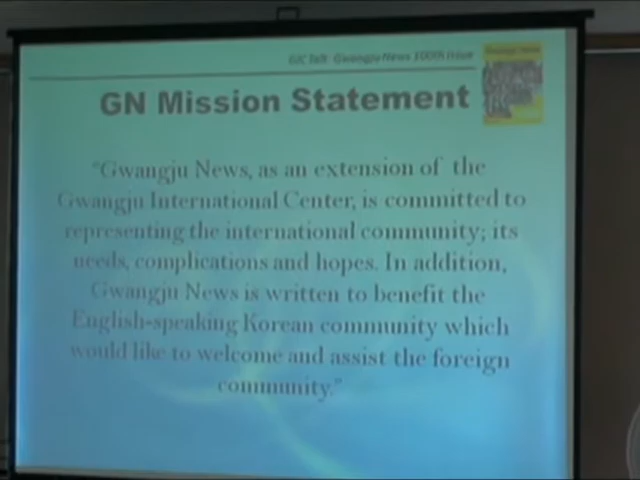 GIC Talk: Gwangju News 100th Issue
GN Mission Statement
"Gwangju News, as an extension of the
Gwangju International Center, is committed to
representing the international community; its
needs, complications and hopes. In addition,
Gwangju News is written to benefit the
English-speaking Korean community which
would like to welcome and assist the foreign
community."